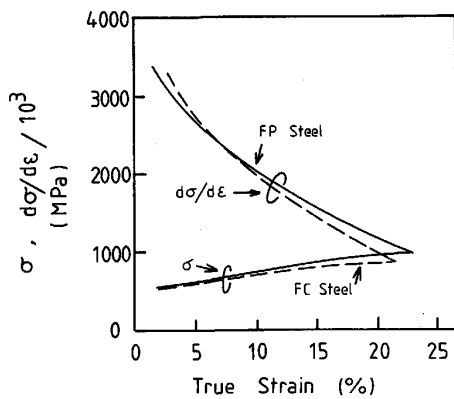 4000
3000
2000
1000
0
σ , dσ/dε / 10³
(MPa)
FP Steel
dσ/dε
σ
FC Steel
0
5
10
15
20
25
True Strain (%)